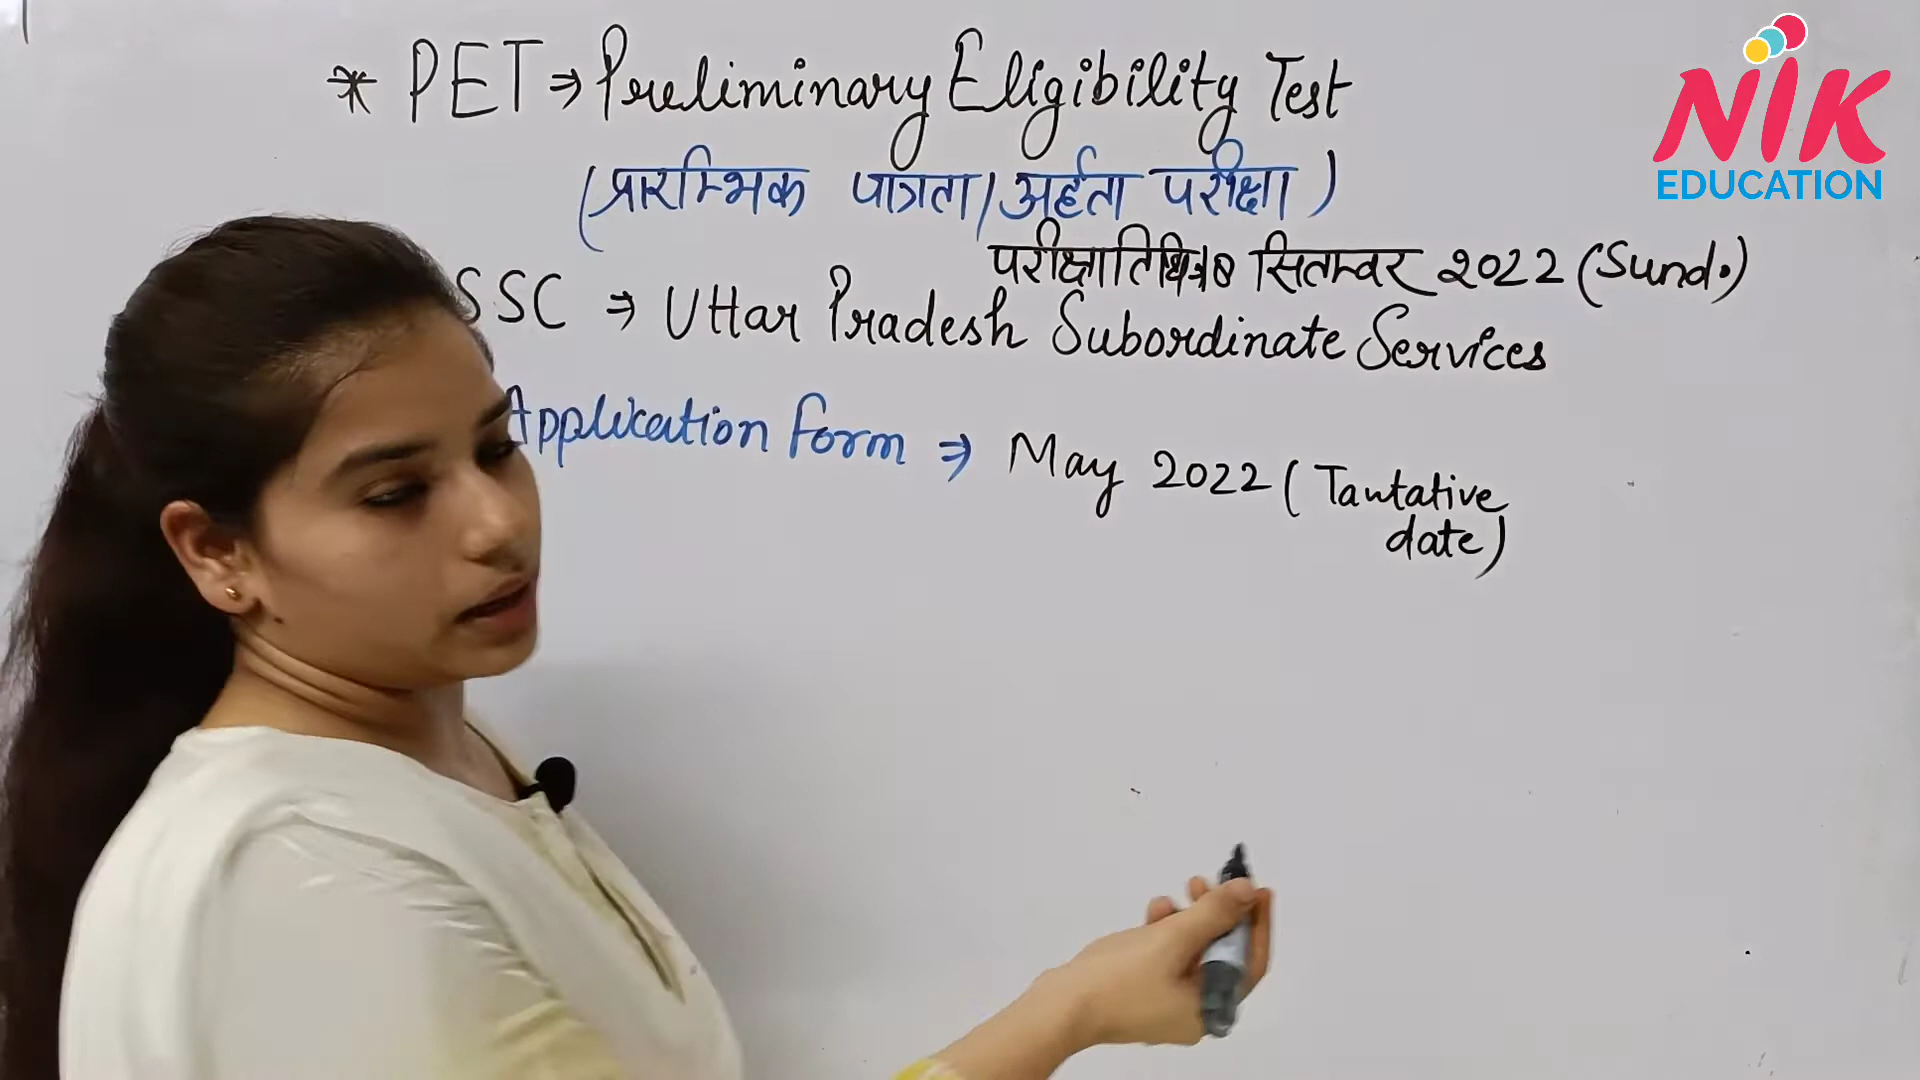 * PET ⇒ Preliminary Eligibility Test
(प्रारम्भिक पात्रता/अर्हता परीक्षा)
परीक्षा तिथि सितम्बर 2022 (Sund.)
SSC ⇒ Uttar Pradesh Subordinate Services
Application form ⇒ May 2022 (Tantative
date)
NIK
EDUCATION